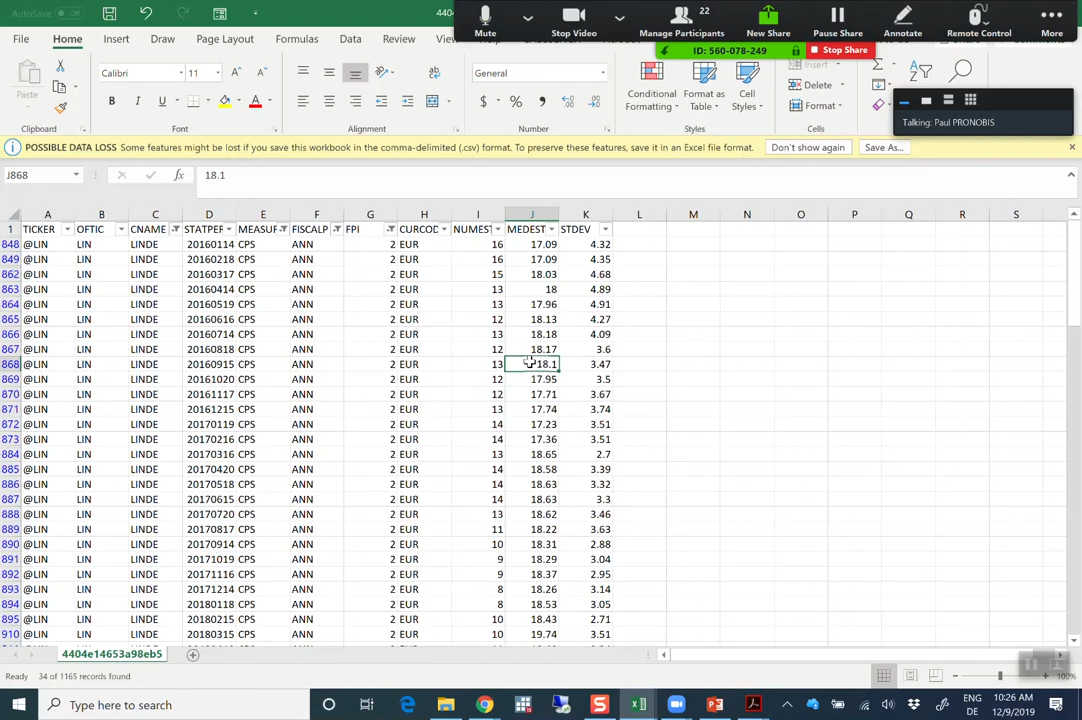 AutoSave Off
440
22
Mute
Stop Video
Manage Participants
New Share
Pause Share
Annotate
Remote Control
More
ID: 560-078-249
Stop Share
File Home Insert Draw Page Layout Formulas Data Review
Paste
Clipboard
Calibri 11
B I U
Font
Alignment
General
Number
Conditional Formatting
Format as Table
Cell Styles
Styles
Insert
Delete
Format
Cells
Talking: Paul PRONOBIS
POSSIBLE DATA LOSS Some features might be lost if you save this workbook in the comma-delimited (.csv) format. To preserve these features, save it in an Excel file format. Don't show again Save As...
J868 fx 18.1
A B C D E F G H I J K L M N O P Q R S
1 TICKER OFTIC CNAME STATPER MEASUR FISCALP FPI CURCOD NUMEST MEDEST STDEV
848 @LIN LIN LINDE 20160114 CPS ANN 2 EUR 16 17.09 4.32
849 @LIN LIN LINDE 20160218 CPS ANN 2 EUR 16 17.09 4.35
862 @LIN LIN LINDE 20160317 CPS ANN 2 EUR 15 18.03 4.68
863 @LIN LIN LINDE 20160414 CPS ANN 2 EUR 13 18 4.89
864 @LIN LIN LINDE 20160519 CPS ANN 2 EUR 13 17.96 4.91
865 @LIN LIN LINDE 20160616 CPS ANN 2 EUR 12 18.13 4.27
866 @LIN LIN LINDE 20160714 CPS ANN 2 EUR 13 18.18 4.09
867 @LIN LIN LINDE 20160818 CPS ANN 2 EUR 12 18.17 3.6
868 @LIN LIN LINDE 20160915 CPS ANN 2 EUR 13 18.1 3.47
869 @LIN LIN LINDE 20161020 CPS ANN 2 EUR 12 17.95 3.5
870 @LIN LIN LINDE 20161117 CPS ANN 2 EUR 12 17.71 3.67
871 @LIN LIN LINDE 20161215 CPS ANN 2 EUR 13 17.74 3.74
872 @LIN LIN LINDE 20170119 CPS ANN 2 EUR 14 17.23 3.51
873 @LIN LIN LINDE 20170216 CPS ANN 2 EUR 14 17.36 3.51
884 @LIN LIN LINDE 20170316 CPS ANN 2 EUR 13 18.65 2.7
885 @LIN LIN LINDE 20170420 CPS ANN 2 EUR 14 18.58 3.39
886 @LIN LIN LINDE 20170518 CPS ANN 2 EUR 14 18.63 3.32
887 @LIN LIN LINDE 20170615 CPS ANN 2 EUR 14 18.63 3.3
888 @LIN LIN LINDE 20170720 CPS ANN 2 EUR 13 18.62 3.46
889 @LIN LIN LINDE 20170817 CPS ANN 2 EUR 11 18.22 3.63
890 @LIN LIN LINDE 20170914 CPS ANN 2 EUR 10 18.31 2.88
891 @LIN LIN LINDE 20171019 CPS ANN 2 EUR 9 18.29 3.04
892 @LIN LIN LINDE 20171116 CPS ANN 2 EUR 9 18.37 2.95
893 @LIN LIN LINDE 20171214 CPS ANN 2 EUR 8 18.26 3.14
894 @LIN LIN LINDE 20180118 CPS ANN 2 EUR 8 18.53 3.05
895 @LIN LIN LINDE 20180215 CPS ANN 2 EUR 10 18.43 2.71
910 @LIN LIN LINDE 20180315 CPS ANN 2 EUR 10 19.74 3.51
4404e14653a98eb5
Ready 34 of 1165 records found 100%
Type here to search
ENG 10:26 AM
DE 12/9/2019